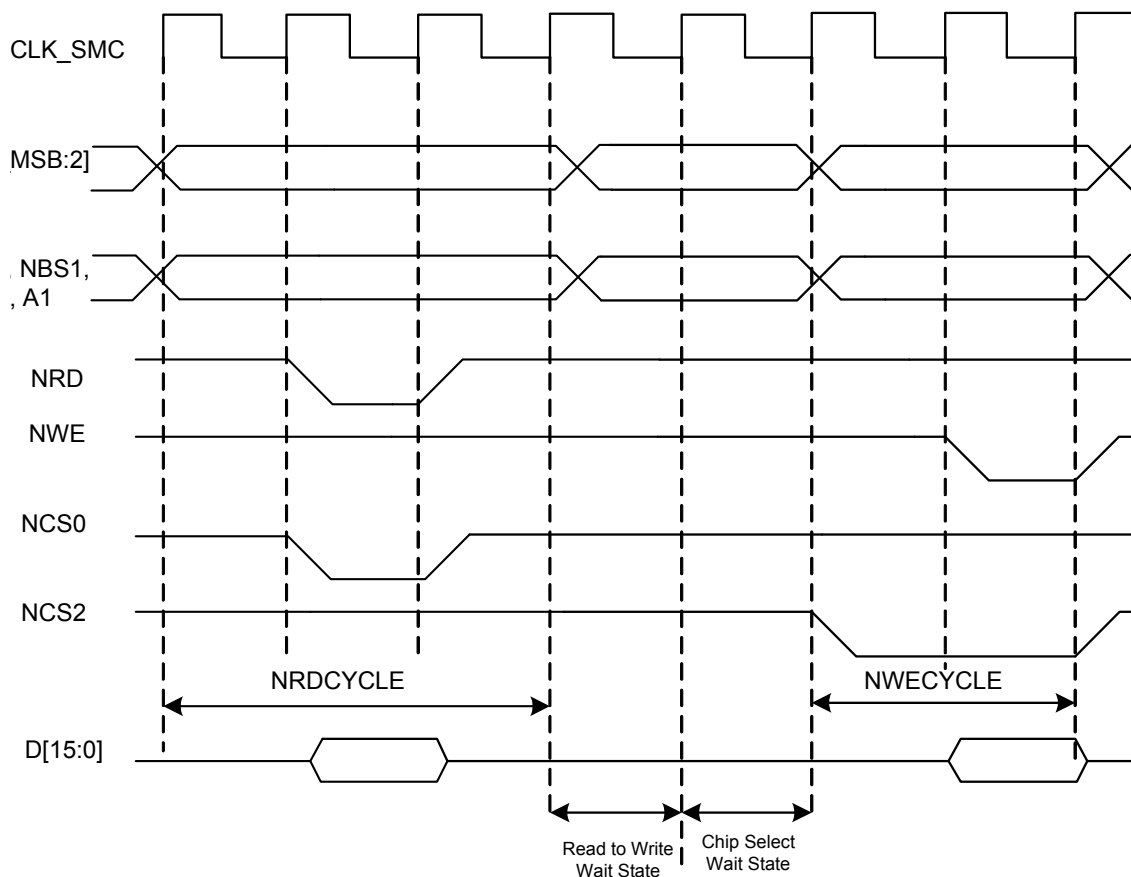 CLK_SMC
MSB:2]
, NBS1,
, A1
NRD
NWE
NCS0
NCS2
NRDCYCLE
NWECYCLE
D[15:0]
Read to Write
Wait State
Chip Select
Wait State